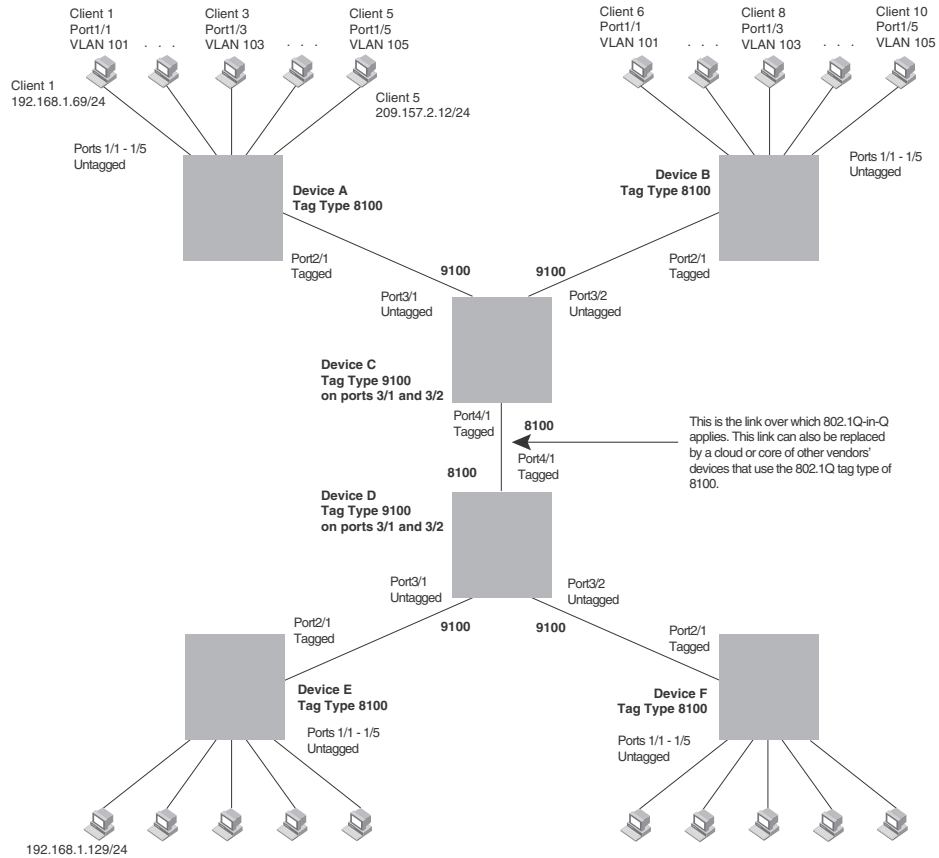 Client 1
Port1/1
VLAN 101
. . .
Client 3
Port1/3
VLAN 103
. . .
Client 5
Port1/5
VLAN 105
Client 6
Port1/1
VLAN 101
. . .
Client 8
Port1/3
VLAN 103
. . .
Client 10
Port1/5
VLAN 105
Client 1
192.168.1.69/24
Client 5
209.157.2.12/24
Ports 1/1 - 1/5
Untagged
Device A
Tag Type 8100
Device B
Tag Type 8100
Ports 1/1 - 1/5
Untagged
Port2/1
Tagged
9100
9100
Port2/1
Tagged
Port3/1
Untagged
Port3/2
Untagged
Device C
Tag Type 9100
on ports 3/1 and 3/2
Port4/1
Tagged
8100
This is the link over which 802.1Q-in-Q
applies. This link can also be replaced
by a cloud or core of other vendors'
devices that use the 802.1Q tag type of
8100.
Port4/1
Tagged
8100
Device D
Tag Type 9100
on ports 3/1 and 3/2
Port3/1
Untagged
Port3/2
Untagged
Port2/1
Tagged
9100
9100
Port2/1
Tagged
Device E
Tag Type 8100
Device F
Tag Type 8100
Ports 1/1 - 1/5
Untagged
Ports 1/1 - 1/5
Untagged
192.168.1.129/24